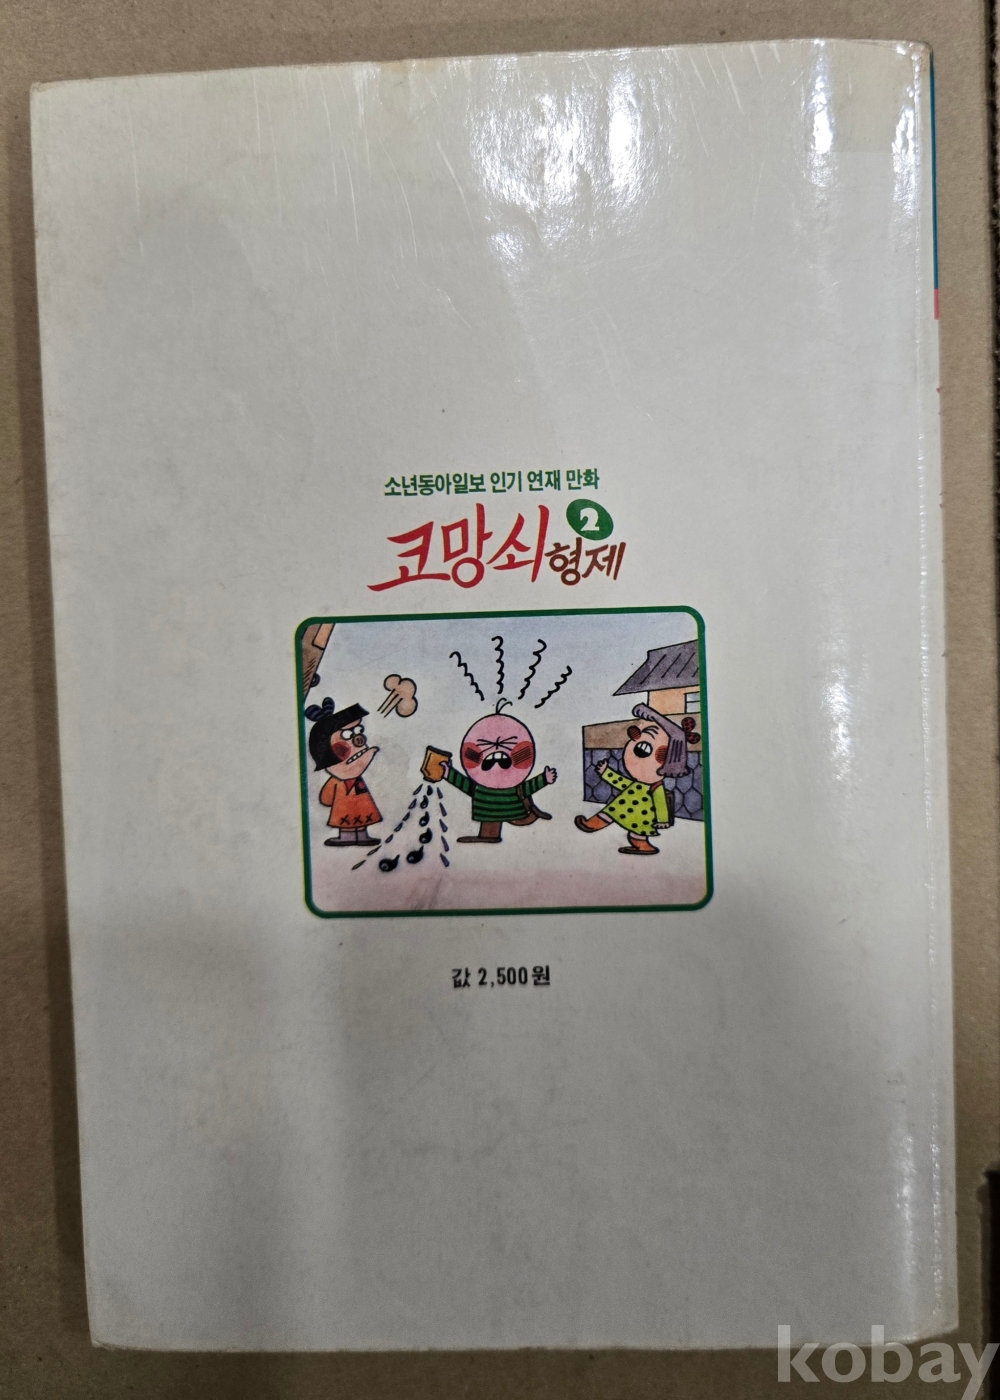 소년동아일보 인기 연재 만화
코망쇠형제 2
값 2,500원
kobay